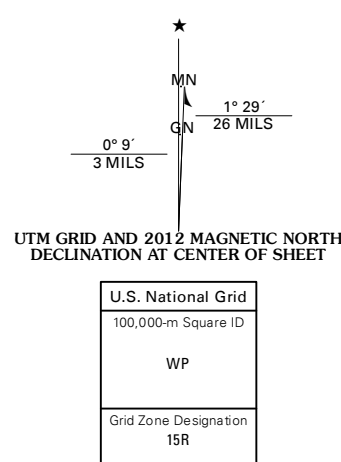 ★
MN
1° 29´
26 MILS
GN
0° 9´
3 MILS
UTM GRID AND 2012 MAGNETIC NORTH
DECLINATION AT CENTER OF SHEET
U.S. National Grid
100,000-m Square ID
WP
Grid Zone Designation
15R